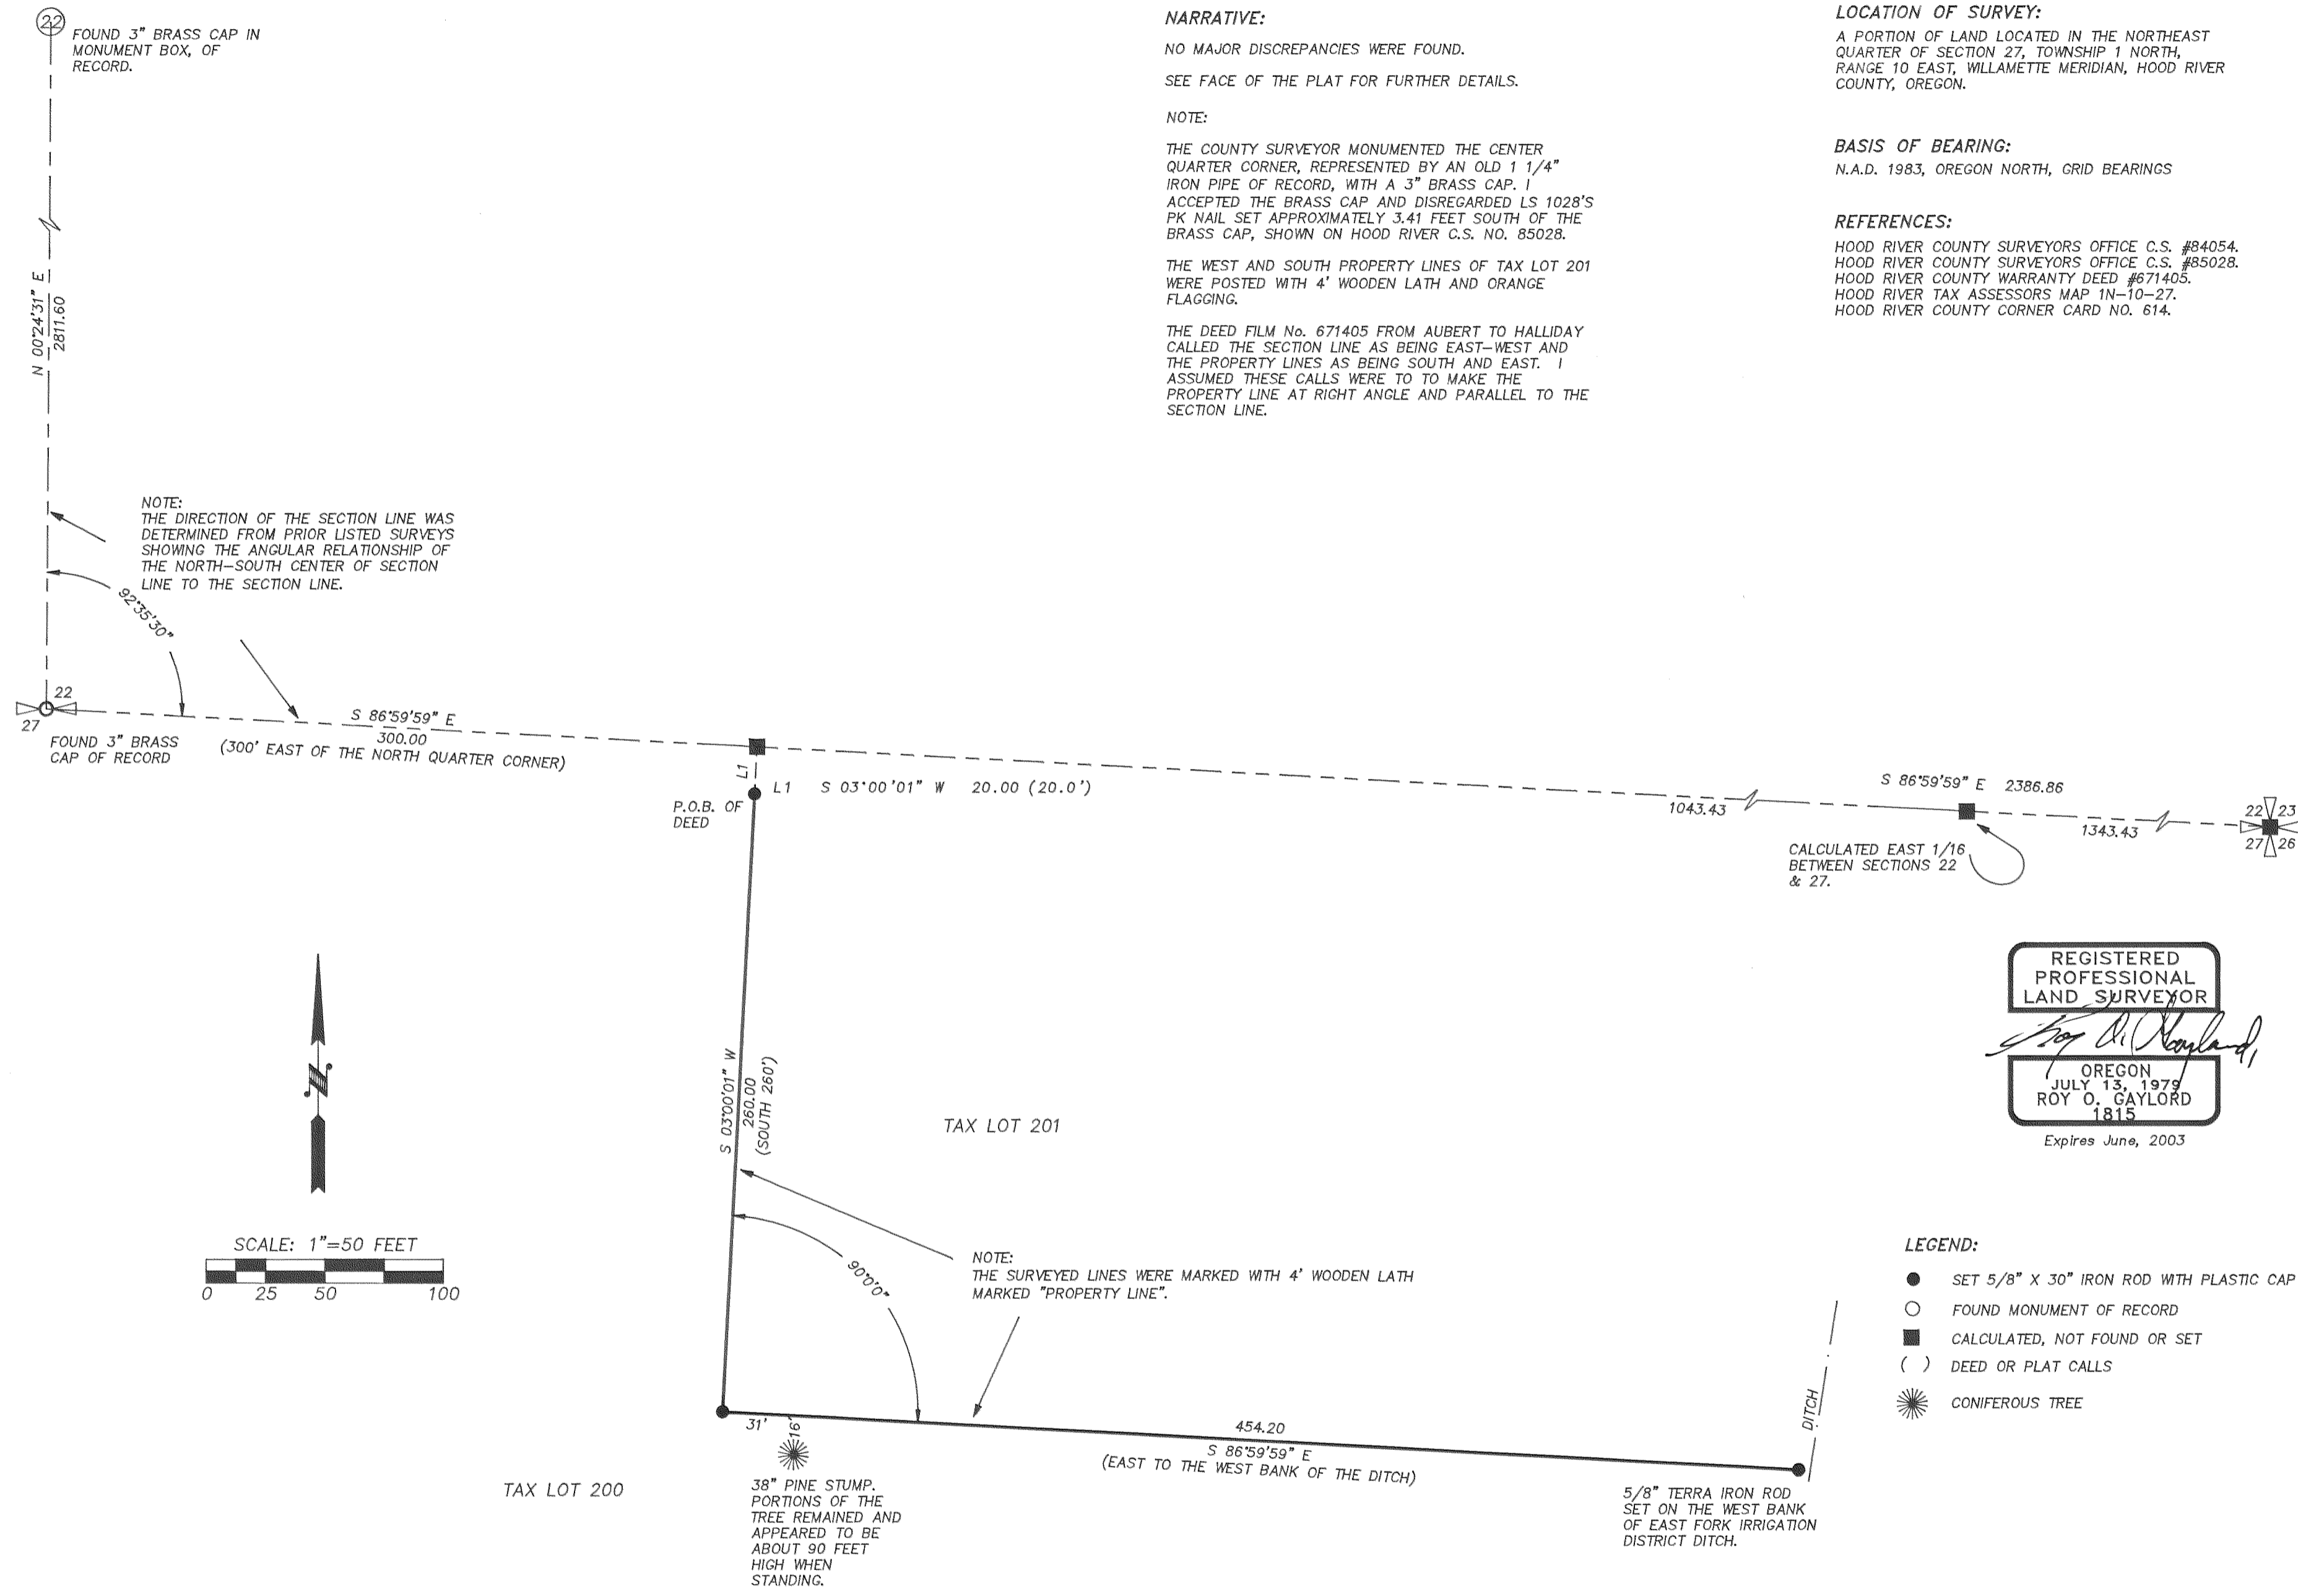 22
FOUND 3" BRASS CAP IN
MONUMENT BOX, OF
RECORD.
NARRATIVE:
NO MAJOR DISCREPANCIES WERE FOUND.
SEE FACE OF THE PLAT FOR FURTHER DETAILS.
NOTE:
THE COUNTY SURVEYOR MONUMENTED THE CENTER
QUARTER CORNER, REPRESENTED BY AN OLD 1 1/4"
IRON PIPE OF RECORD, WITH A 3" BRASS CAP. I
ACCEPTED THE BRASS CAP AND DISREGARDED LS 1028'S
PK NAIL SET APPROXIMATELY 3.41 FEET SOUTH OF THE
BRASS CAP, SHOWN ON HOOD RIVER C.S. NO. 85028.
THE WEST AND SOUTH PROPERTY LINES OF TAX LOT 201
WERE POSTED WITH 4' WOODEN LATH AND ORANGE
FLAGGING.
THE DEED FILM No. 671405 FROM AUBERT TO HALLIDAY
CALLED THE SECTION LINE AS BEING EAST-WEST AND
THE PROPERTY LINES AS BEING SOUTH AND EAST. I
ASSUMED THESE CALLS WERE TO TO MAKE THE
PROPERTY LINE AT RIGHT ANGLE AND PARALLEL TO THE
SECTION LINE.
LOCATION OF SURVEY:
A PORTION OF LAND LOCATED IN THE NORTHEAST
QUARTER OF SECTION 27, TOWNSHIP 1 NORTH,
RANGE 10 EAST, WILLAMETTE MERIDIAN, HOOD RIVER
COUNTY, OREGON.
BASIS OF BEARING:
N.A.D. 1983, OREGON NORTH, GRID BEARINGS
REFERENCES:
HOOD RIVER COUNTY SURVEYORS OFFICE C.S. #84054.
HOOD RIVER COUNTY SURVEYORS OFFICE C.S. #85028.
HOOD RIVER COUNTY WARRANTY DEED #671405.
HOOD RIVER TAX ASSESSORS MAP 1N-10-27.
HOOD RIVER COUNTY CORNER CARD NO. 614.
N 00°24'31" E
2811.60
NOTE:
THE DIRECTION OF THE SECTION LINE WAS
DETERMINED FROM PRIOR LISTED SURVEYS
SHOWING THE ANGULAR RELATIONSHIP OF
THE NORTH-SOUTH CENTER OF SECTION
LINE TO THE SECTION LINE.
92°35'30"
22
27
FOUND 3" BRASS
CAP OF RECORD
S 86°59'59" E
300.00
(300' EAST OF THE NORTH QUARTER CORNER)
L1
L1 S 03°00'01" W 20.00 (20.0')
P.O.B. OF
DEED
1043.43
S 86°59'59" E 2386.86
1343.43
22 23
27 26
CALCULATED EAST 1/16
BETWEEN SECTIONS 22
& 27.
REGISTERED
PROFESSIONAL
LAND SURVEYOR
Roy O. Gaylord,
OREGON
JULY 13, 1979
ROY O. GAYLORD
1815
Expires June, 2003
N
SCALE: 1"=50 FEET
0 25 50 100
S 03°00'01" W
260.00
(SOUTH 260')
TAX LOT 201
90°0'0"
NOTE:
THE SURVEYED LINES WERE MARKED WITH 4' WOODEN LATH
MARKED "PROPERTY LINE".
LEGEND:
SET 5/8" X 30" IRON ROD WITH PLASTIC CAP
FOUND MONUMENT OF RECORD
CALCULATED, NOT FOUND OR SET
( ) DEED OR PLAT CALLS
CONIFEROUS TREE
DITCH
31'
16'
454.20
S 86°59'59" E
(EAST TO THE WEST BANK OF THE DITCH)
TAX LOT 200
38" PINE STUMP.
PORTIONS OF THE
TREE REMAINED AND
APPEARED TO BE
ABOUT 90 FEET
HIGH WHEN
STANDING.
5/8" TERRA IRON ROD
SET ON THE WEST BANK
OF EAST FORK IRRIGATION
DISTRICT DITCH.